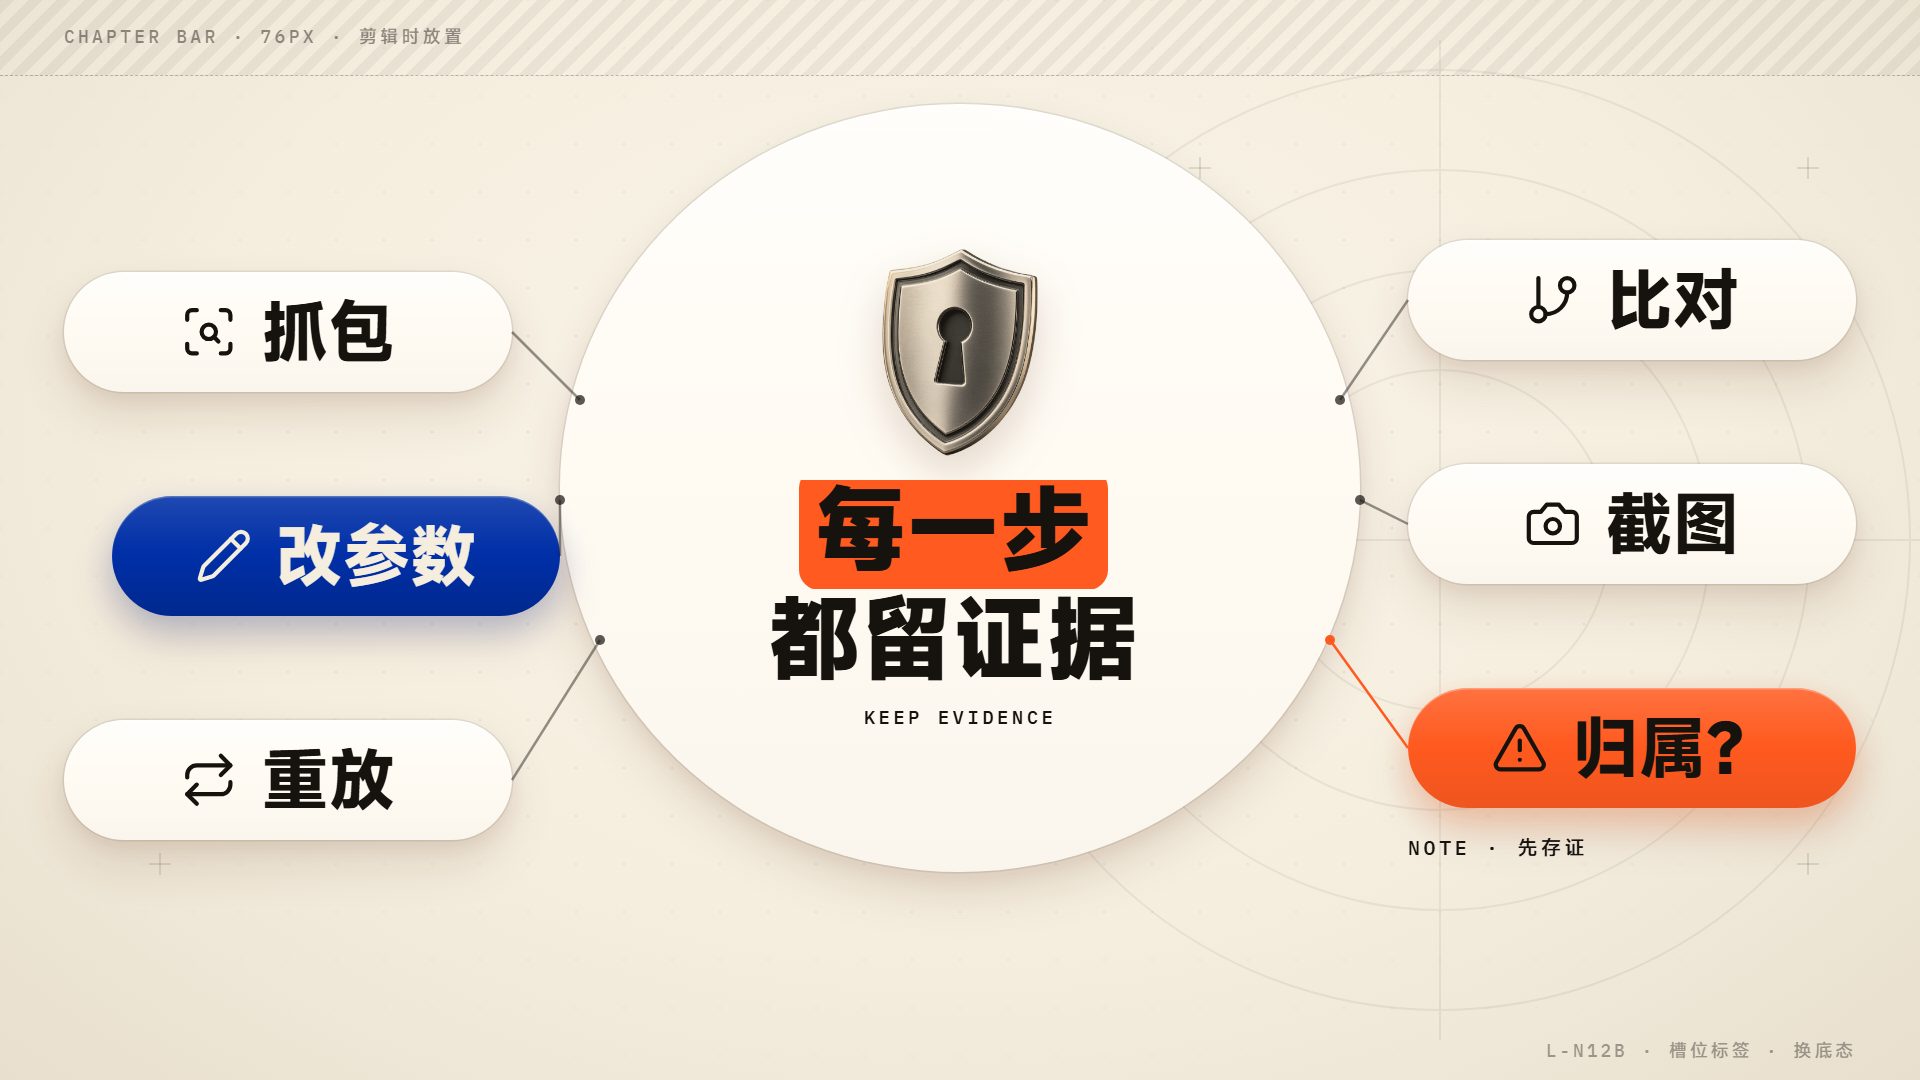 CHAPTER BAR · 76PX · 剪辑时放置
抓包
改参数
重放
每一步
都留证据
KEEP EVIDENCE
比对
截图
归属?
NOTE · 先存证
L-N12B · 槽位标签 · 换底态